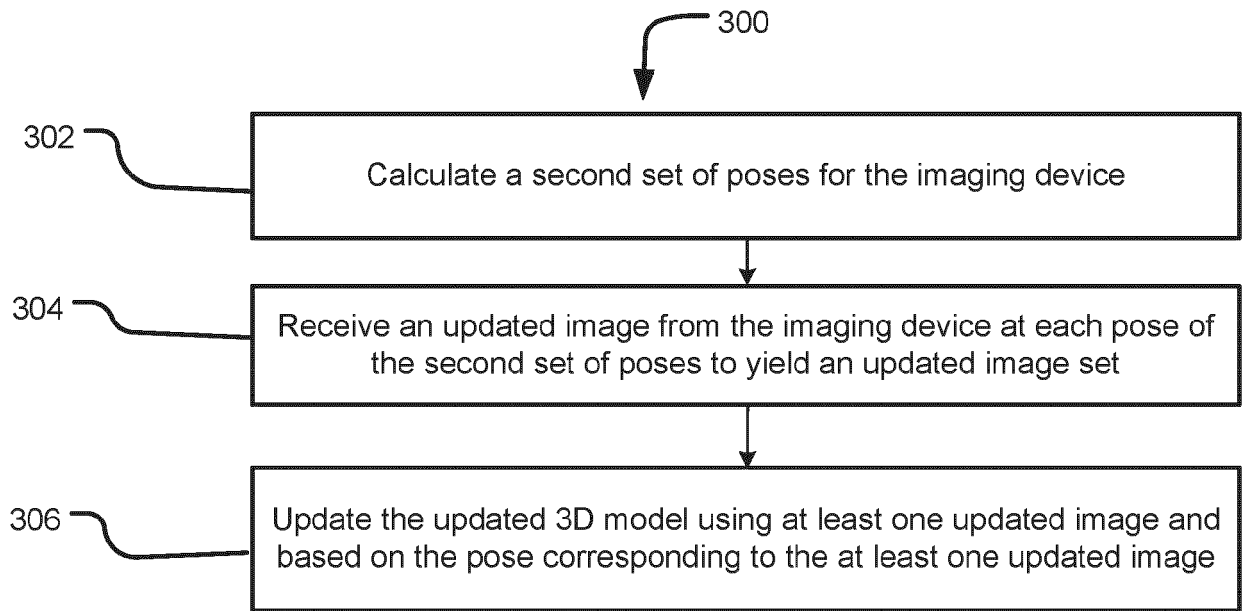 300
302
Calculate a second set of poses for the imaging device
304
Receive an updated image from the imaging device at each pose of
the second set of poses to yield an updated image set
306
Update the updated 3D model using at least one updated image and
based on the pose corresponding to the at least one updated image